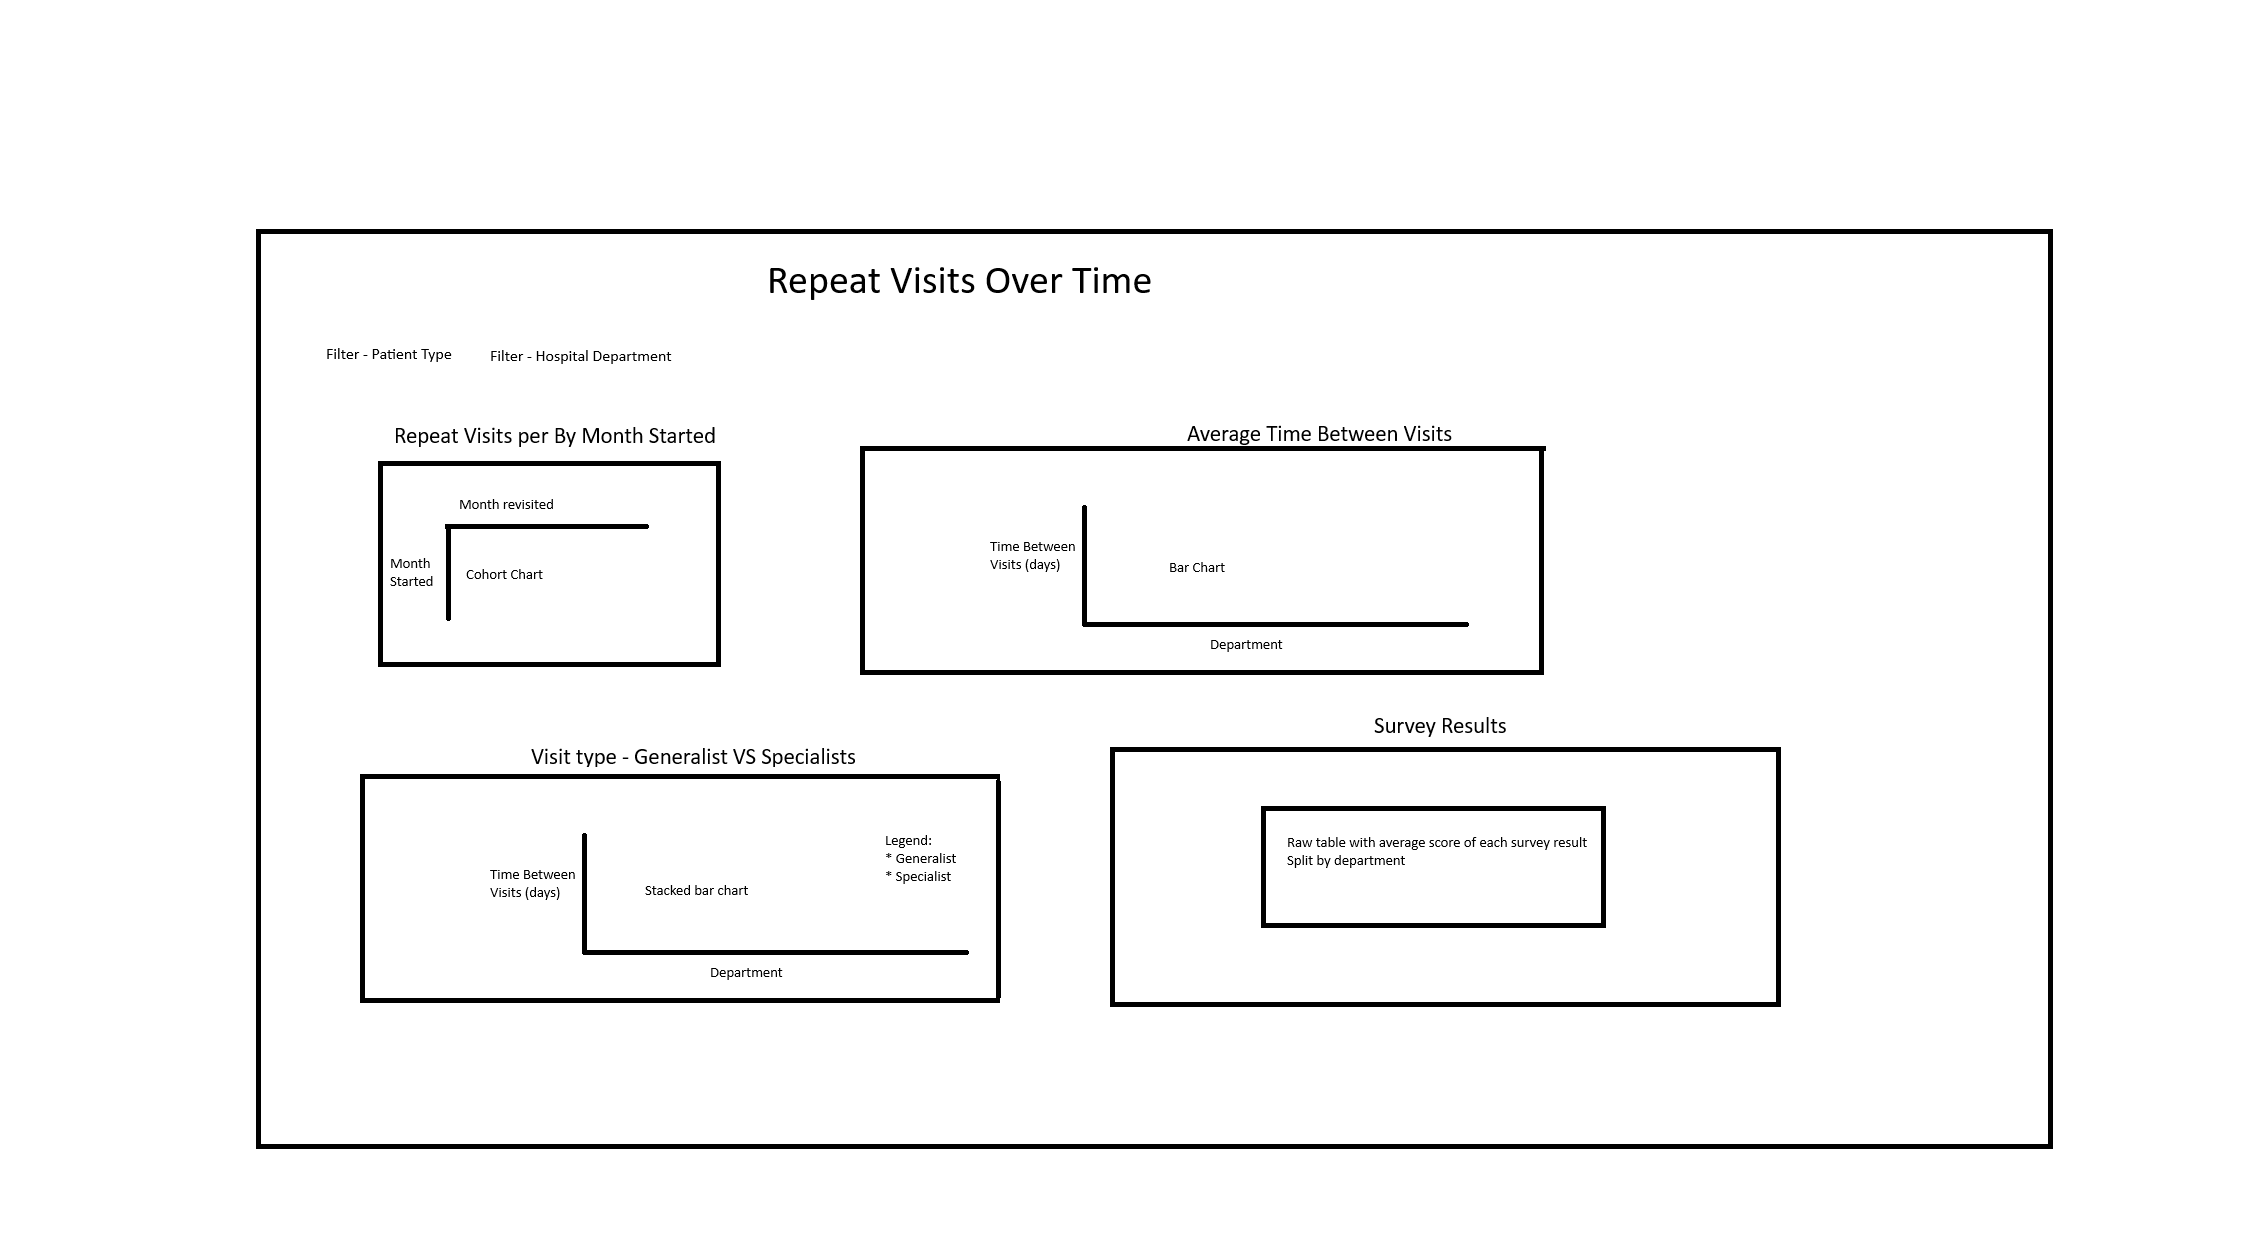 Repeat Visits Over Time
Filter - Patient Type
Filter - Hospital Department
Repeat Visits per By Month Started
Month revisited
Month
Started
Cohort Chart
Average Time Between Visits
Time Between
Visits (days)
Bar Chart
Department
Visit type - Generalist VS Specialists
Time Between
Visits (days)
Stacked bar chart
Legend:
* Generalist
* Specialist
Department
Survey Results
Raw table with average score of each survey result
Split by department